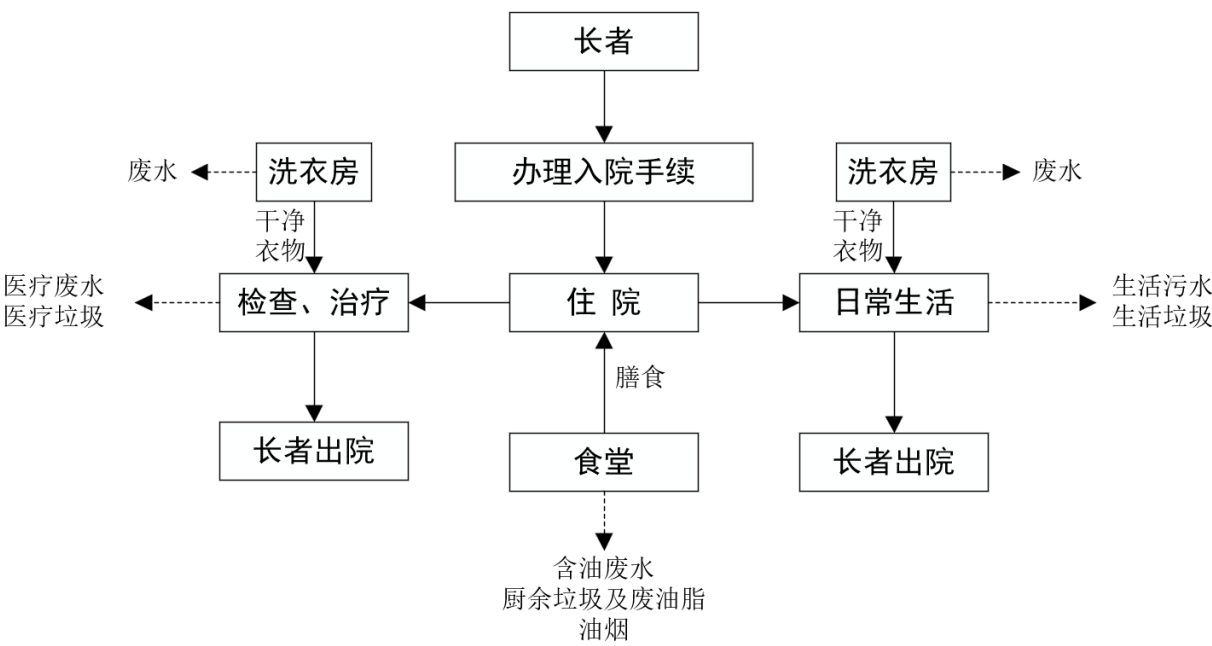 长者
废水
洗衣房
办理入院手续
洗衣房
废水
干净
衣物
干净
衣物
医疗废水
医疗垃圾
检查、治疗
住 院
日常生活
生活污水
生活垃圾
膳食
长者出院
食堂
长者出院
含油废水
厨余垃圾及废油脂
油烟